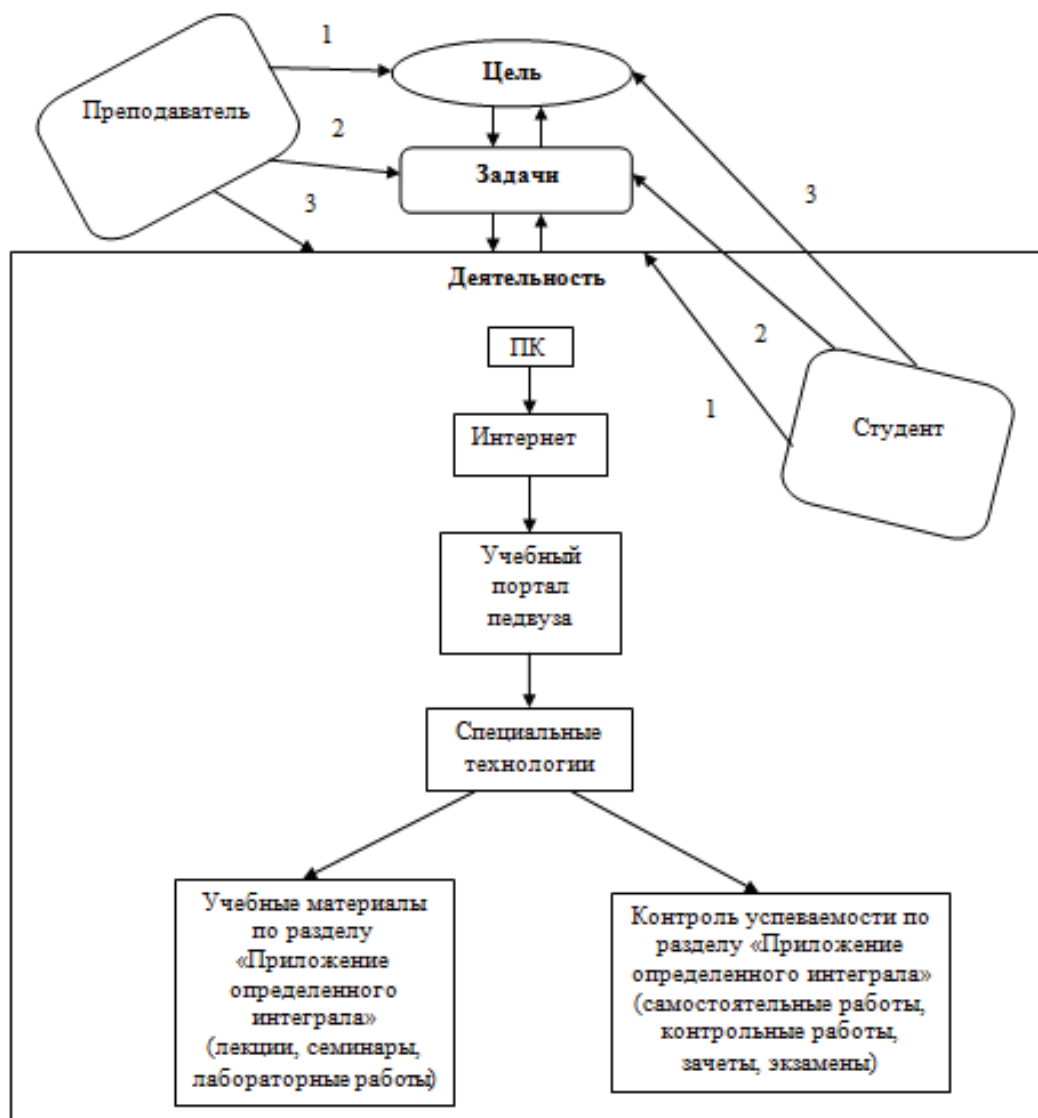 1
Цель
Преподаватель
2
Задачи
3
3
Деятельность
ПК
2
1
Интернет
Студент
Учебный
портал
педвуза
Специальные
технологии
Учебные материалы
по разделу
«Приложение
определенного
интеграла»
(лекции, семинары,
лабораторные работы)
Контроль успеваемости по
разделу «Приложение
определенного интеграла»
(самостоятельные работы,
контрольные работы,
зачеты, экзамены)